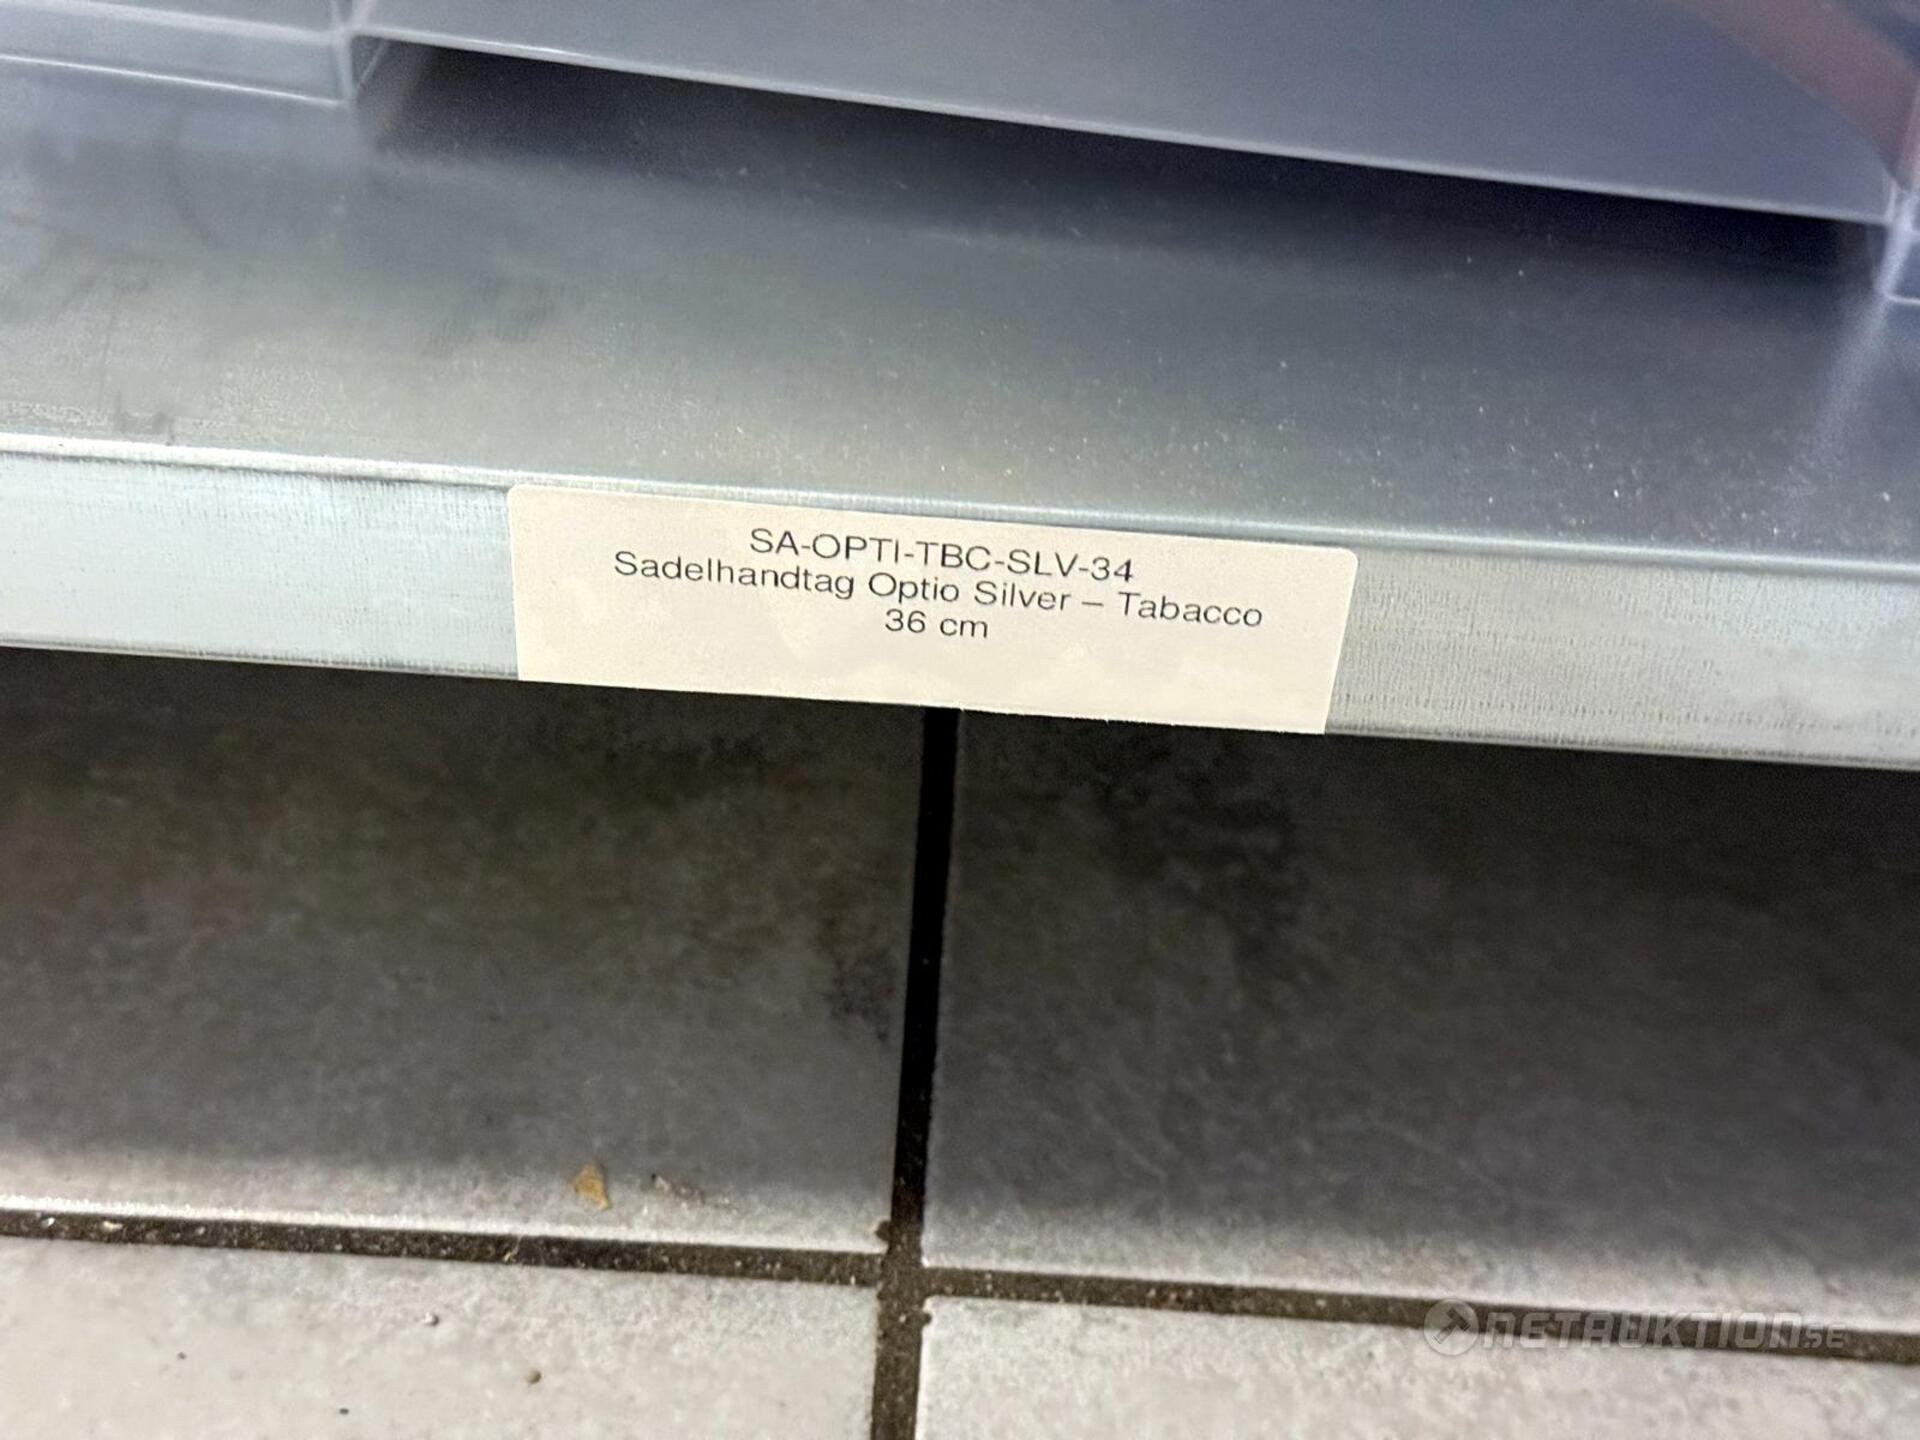 SA-OPTI-TBC-SLV-34
Sadelhandtag Optio Silver – Tabacco
36 cm
NETAUKTION.SE